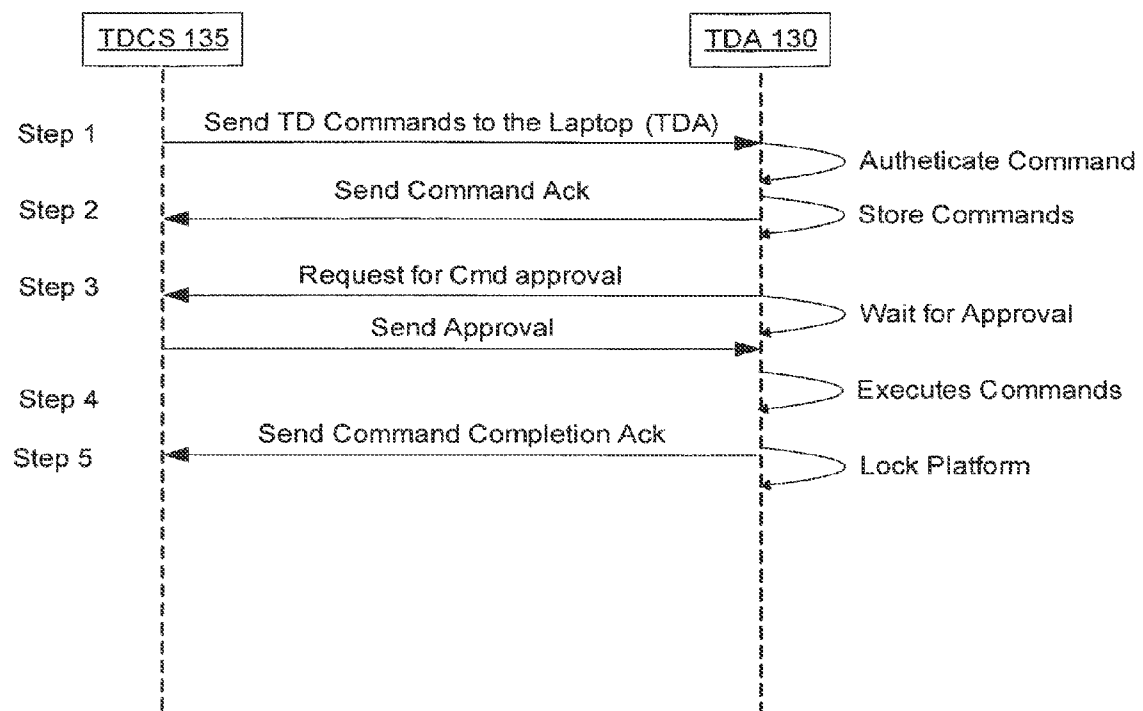 TDCS 135
TDA 130
Step 1
Send TD Commands to the Laptop (TDA)
Autheticate Command
Step 2
Send Command Ack
Store Commands
Step 3
Request for Cmd approval
Wait for Approval
Send Approval
Step 4
Executes Commands
Step 5
Send Command Completion Ack
Lock Platform